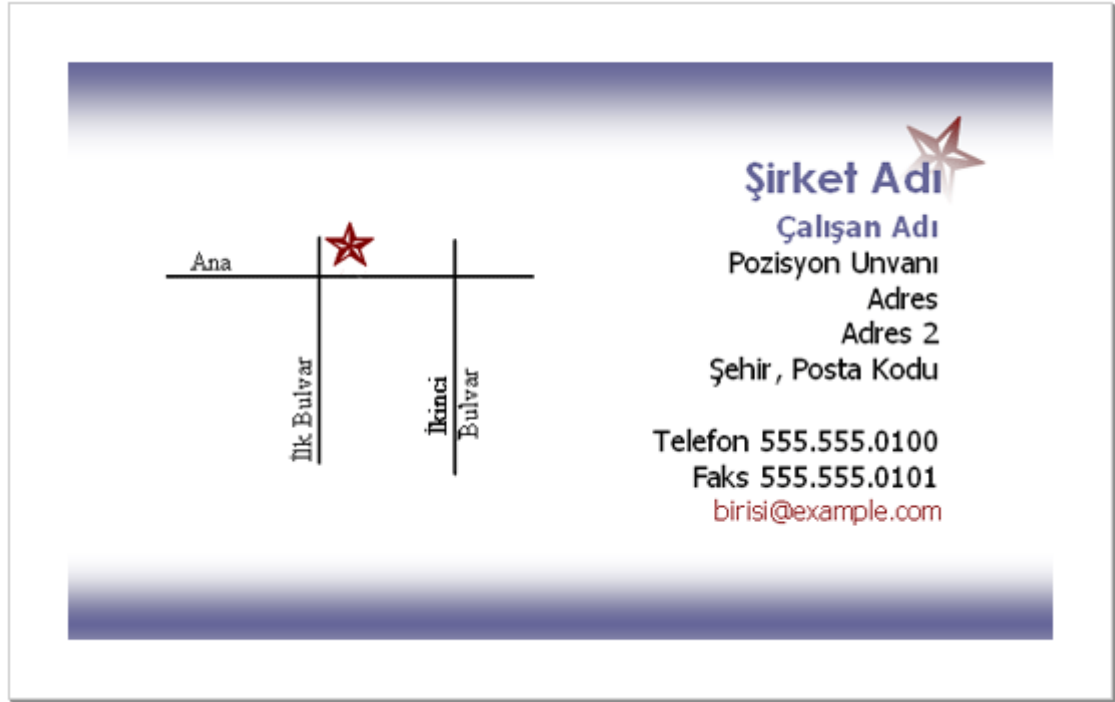 Şirket Adı
Çalışan Adı
Pozisyon Unvanı
Adres
Adres 2
Şehir, Posta Kodu
Telefon 555.555.0100
Faks 555.555.0101
birisi@example.com
Ana
İlk Bulvar
İkinci
Bulvar